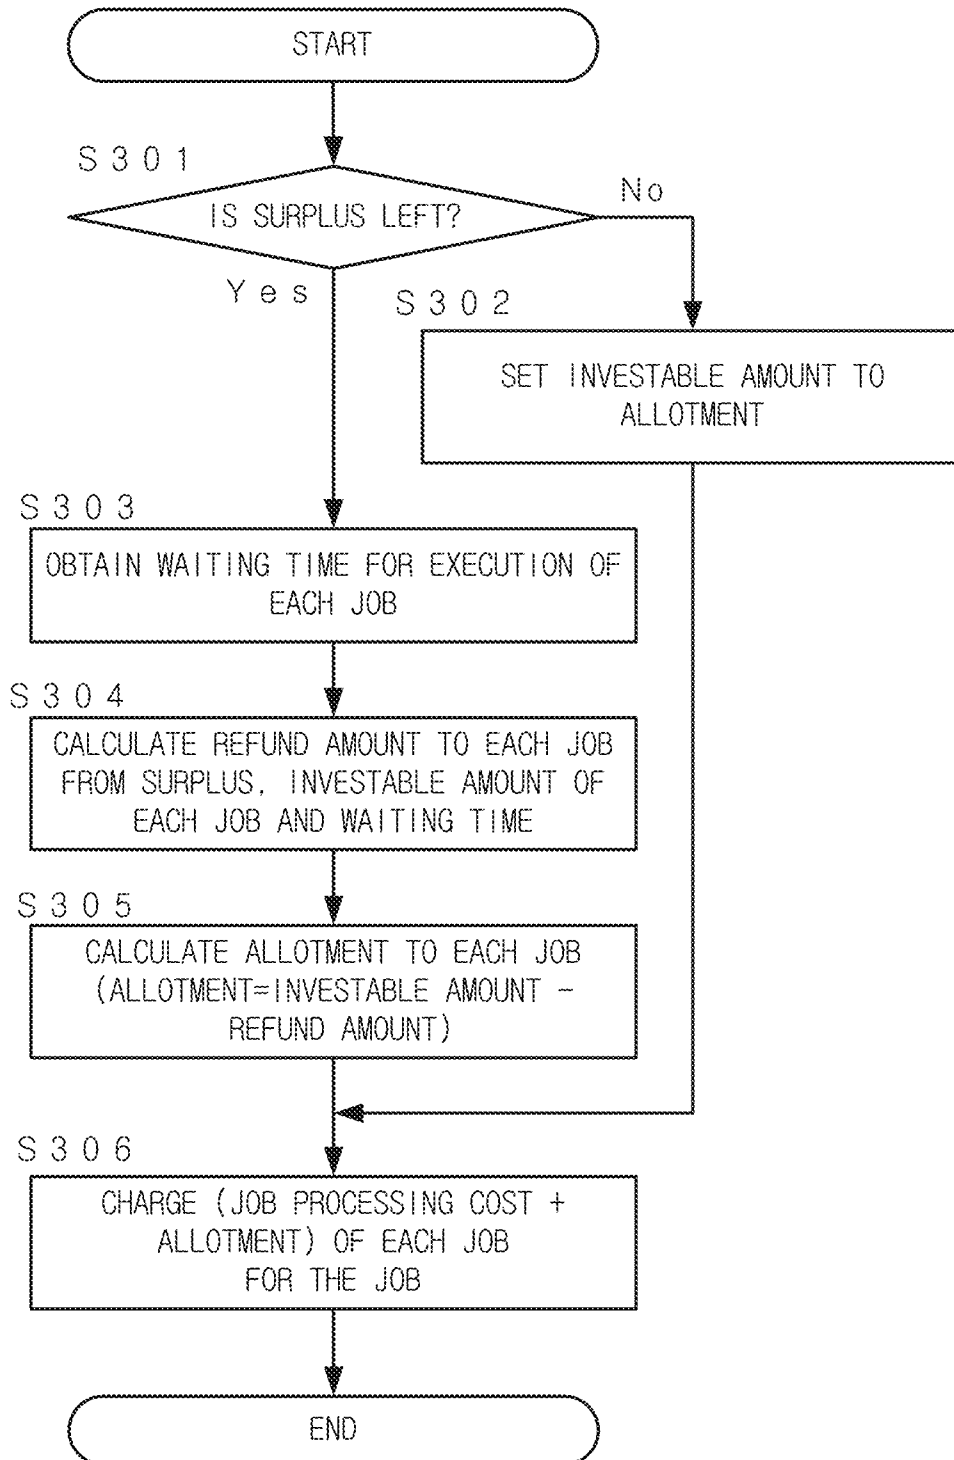 START
S301
IS SURPLUS LEFT?
No
Yes
S302
SET INVESTABLE AMOUNT TO
ALLOTMENT
S303
OBTAIN WAITING TIME FOR EXECUTION OF
EACH JOB
S304
CALCULATE REFUND AMOUNT TO EACH JOB
FROM SURPLUS, INVESTABLE AMOUNT OF
EACH JOB AND WAITING TIME
S305
CALCULATE ALLOTMENT TO EACH JOB
(ALLOTMENT=INVESTABLE AMOUNT -
REFUND AMOUNT)
S306
CHARGE (JOB PROCESSING COST +
ALLOTMENT) OF EACH JOB
FOR THE JOB
END